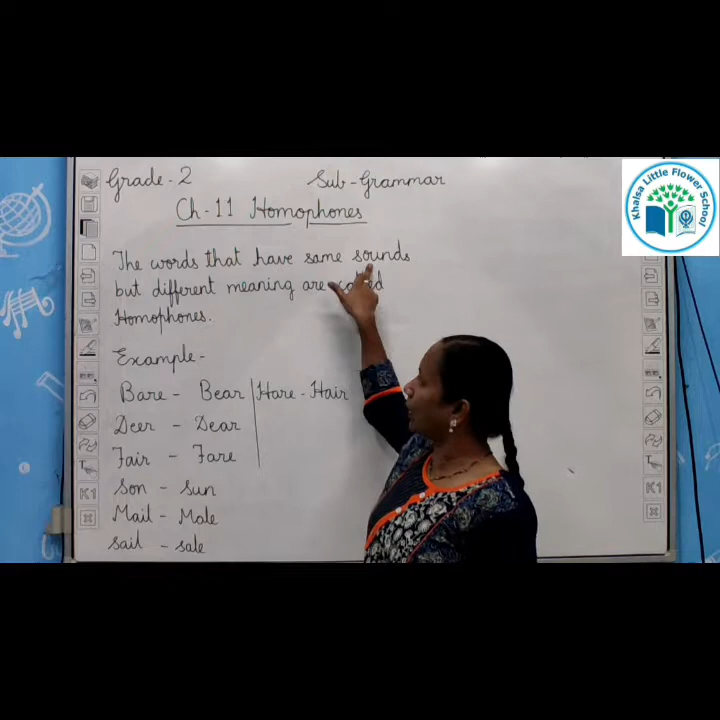 Grade - 2 Sub - Grammar
Ch - 11 Homophones
The words that have same sounds
but different meaning are called
Homophones.
Example -
Bare - Bear Hare - Hair
Deer - Dear
Fair - Fare
Son - Sun
Mail - Male
Sail - Sale
K1 K1
Khalsa Little Flower School